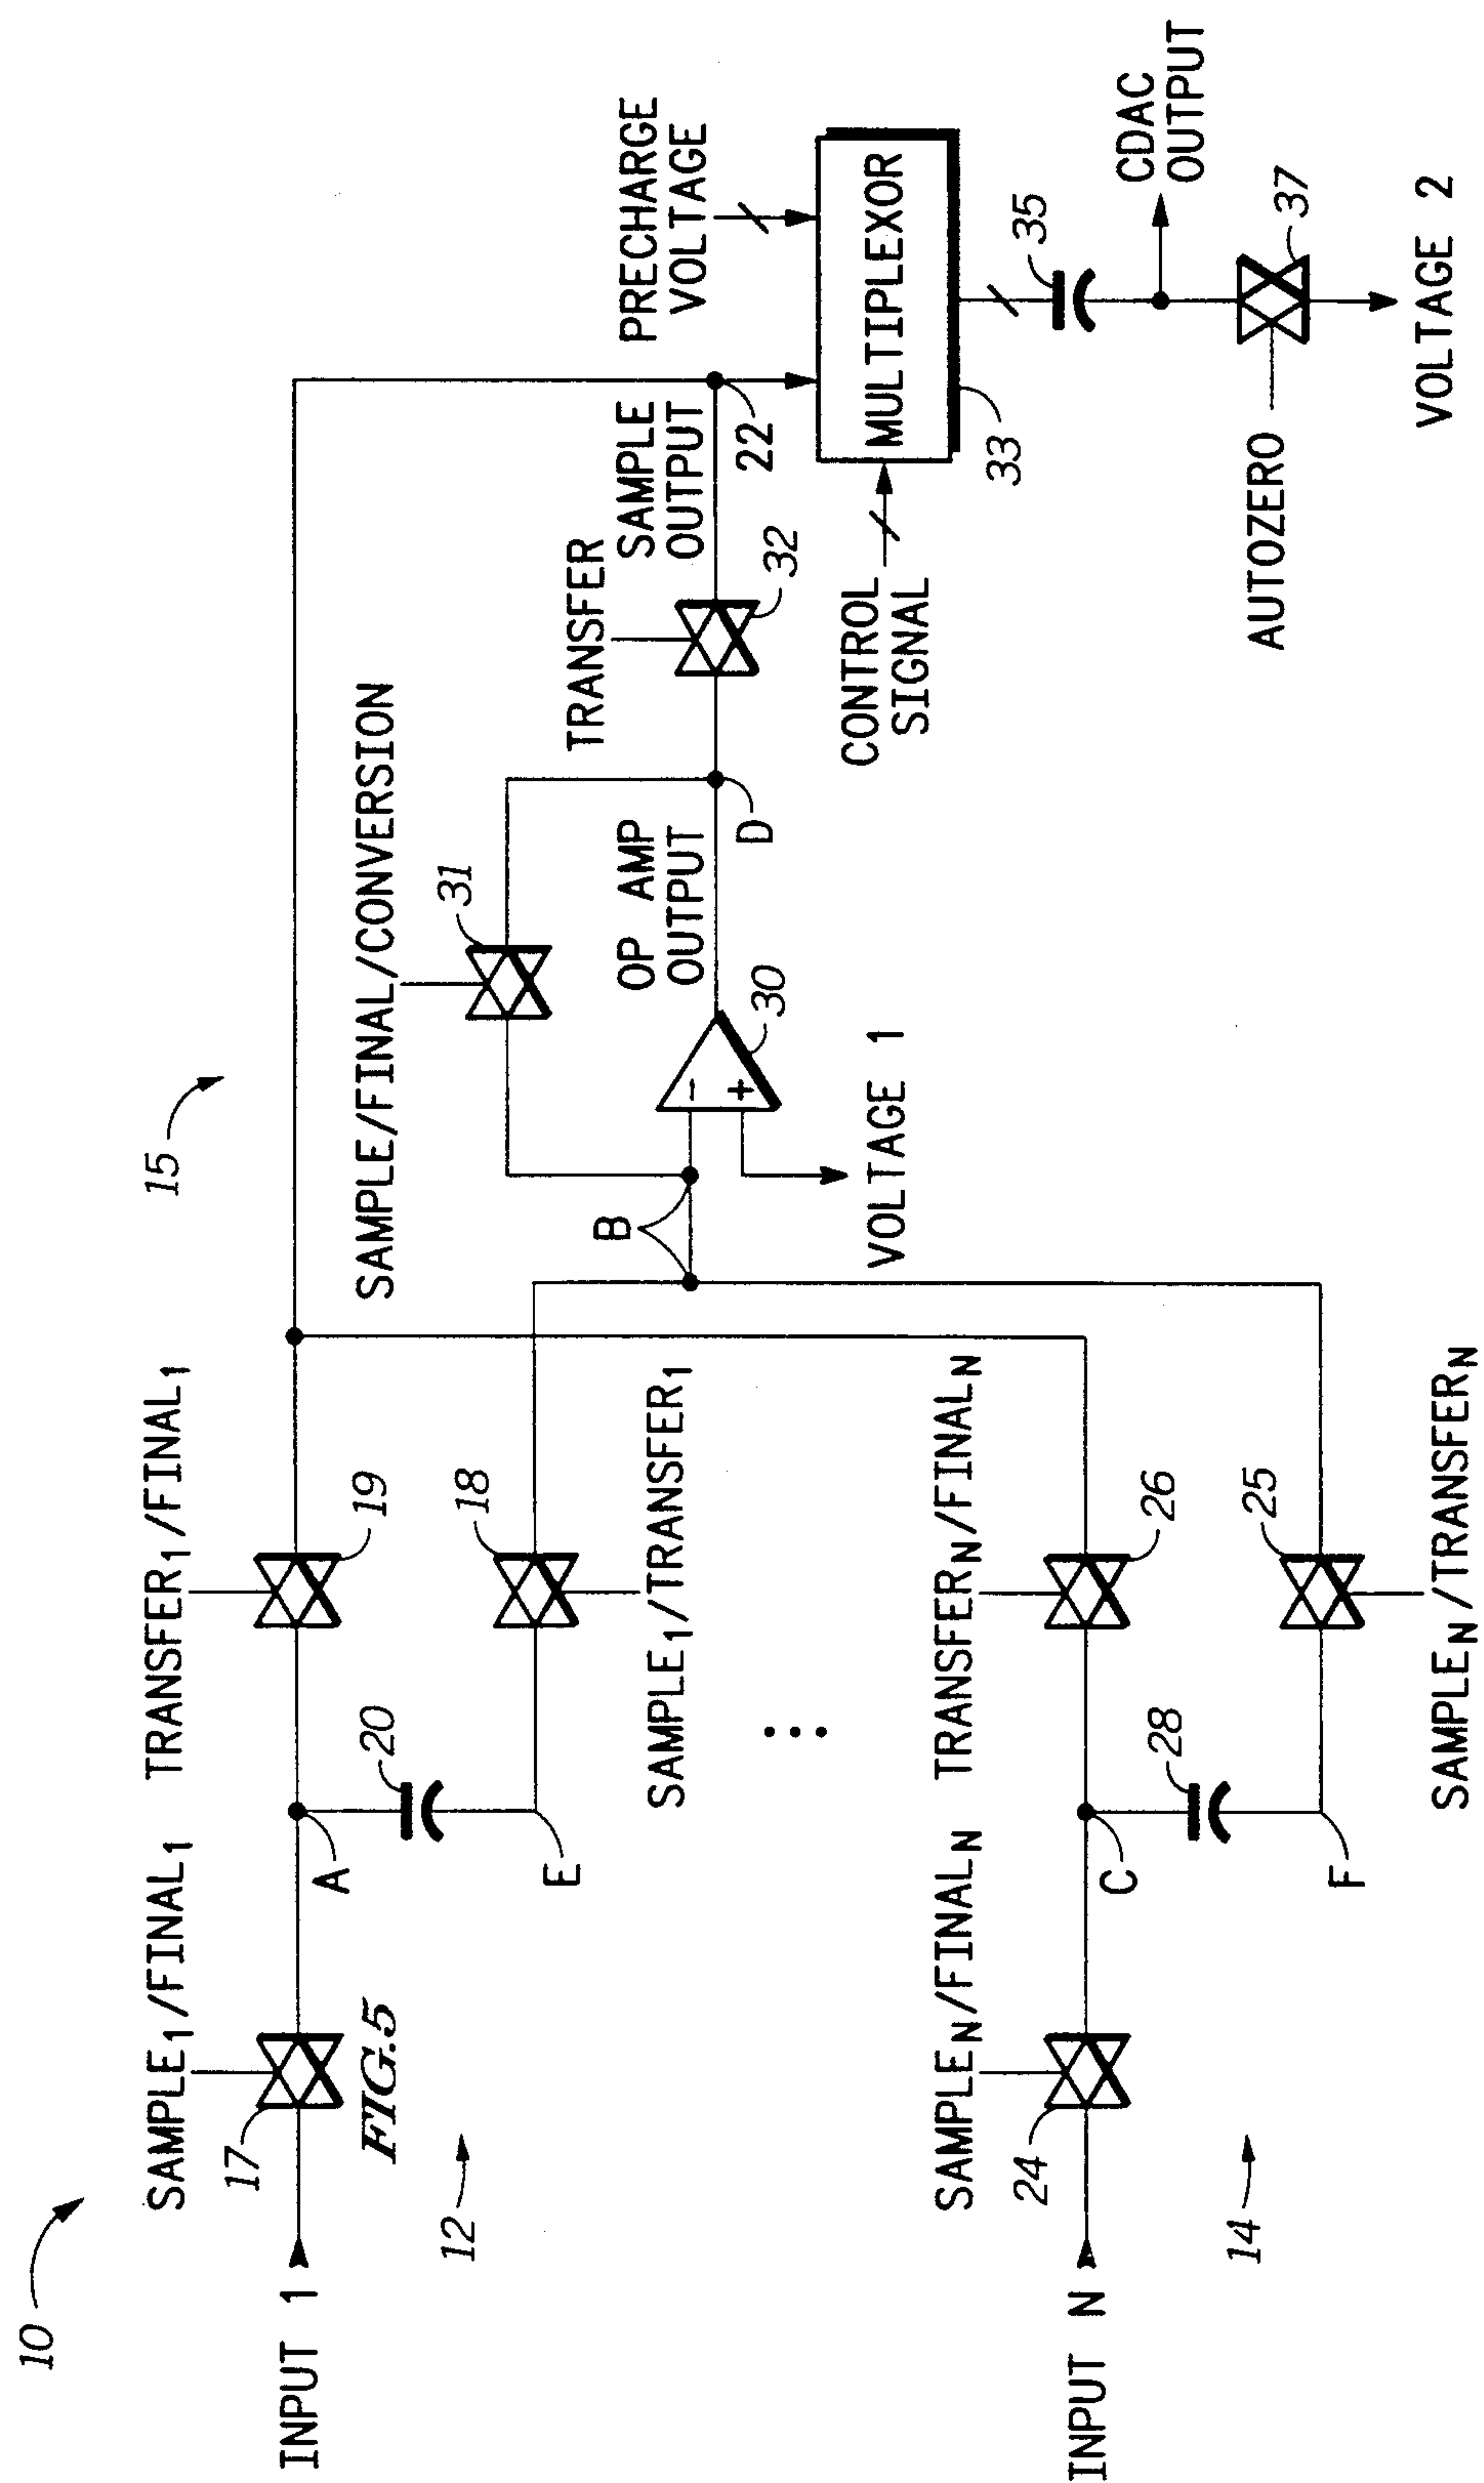 10
15
SAMPLE1/FINAL1
TRANSFER1/FINAL1
17
19
INPUT 1
A
FIG.5
20
SAMPLE/FINAL/CONVERSION
12
18
31
E
TRANSFER
B
OP AMP
OUTPUT
SAMPLE
OUTPUT
PRECHARGE
VOLTAGE
SAMPLE1/TRANSFER1
−
+
30
D
32
22
VOLTAGE 1
CONTROL
SIGNAL
MULTIPLEXOR
33
35
SAMPLEN/FINALN
TRANSFERN/FINALN
24
26
INPUT N
C
28
CDAC
OUTPUT
14
25
AUTOZERO
37
F
SAMPLEN/TRANSFERN
VOLTAGE 2